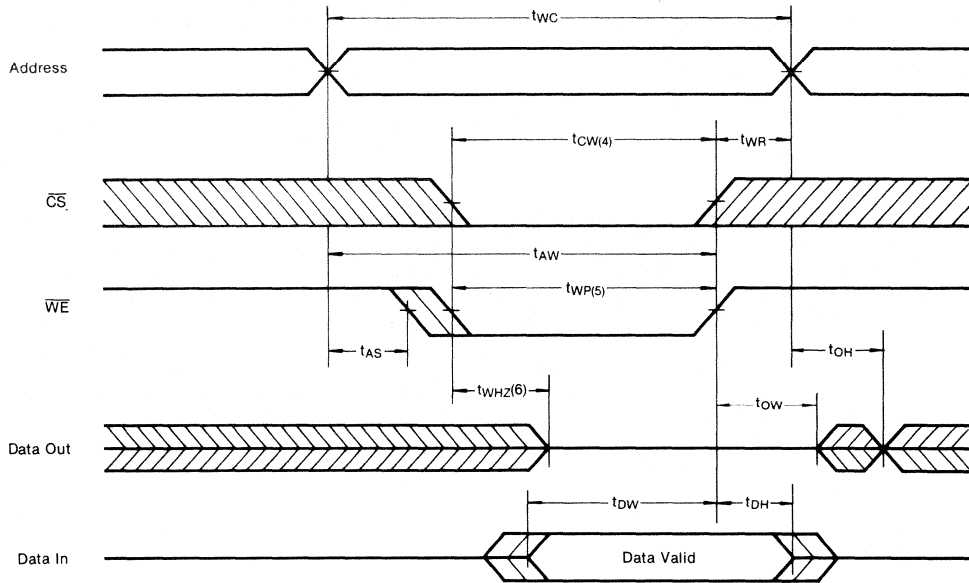 tWC
Address
tCW(4)
tWR
CS
tAW
WE
tWP(5)
tAS
tOH
tWHZ(6)
tOW
Data Out
tDW
tDH
Data In
Data Valid